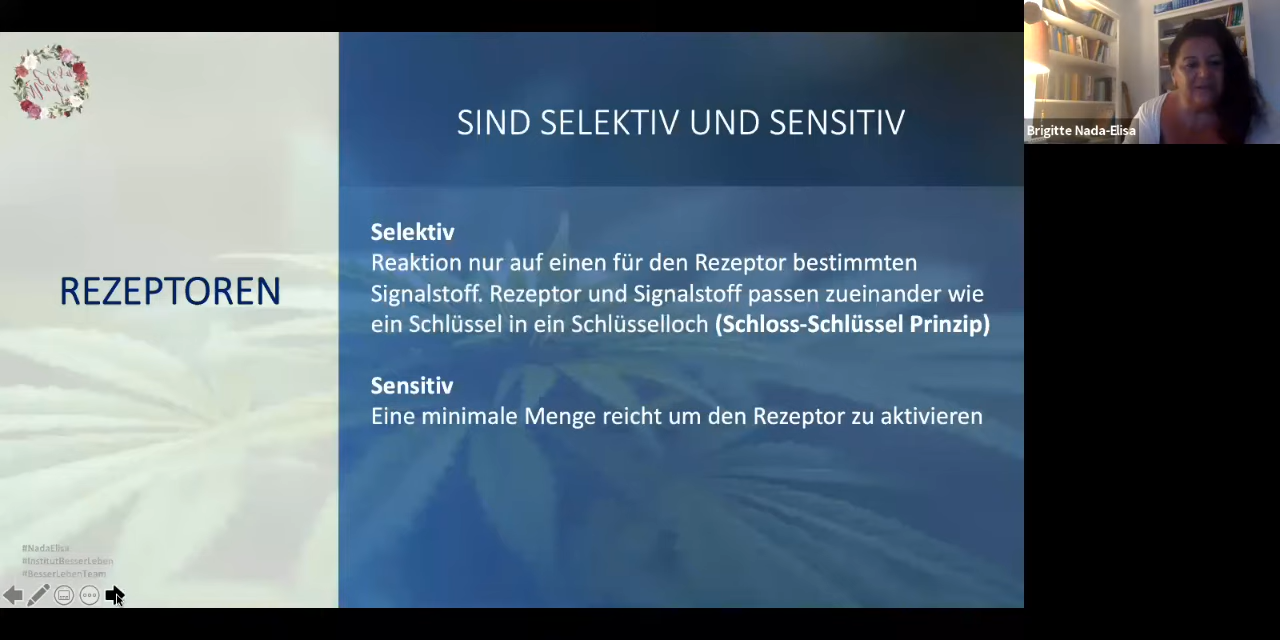 SIND SELEKTIV UND SENSITIV
Brigitte Nada-Elisa
REZEPTOREN
Selektiv
Reaktion nur auf einen für den Rezeptor bestimmten
Signalstoff. Rezeptor und Signalstoff passen zueinander wie
ein Schlüssel in ein Schlüsselloch (Schloss-Schlüssel Prinzip)
Sensitiv
Eine minimale Menge reicht um den Rezeptor zu aktivieren
#NadaElisa
#InstitutBesserLeben
#BesserLebenTeam